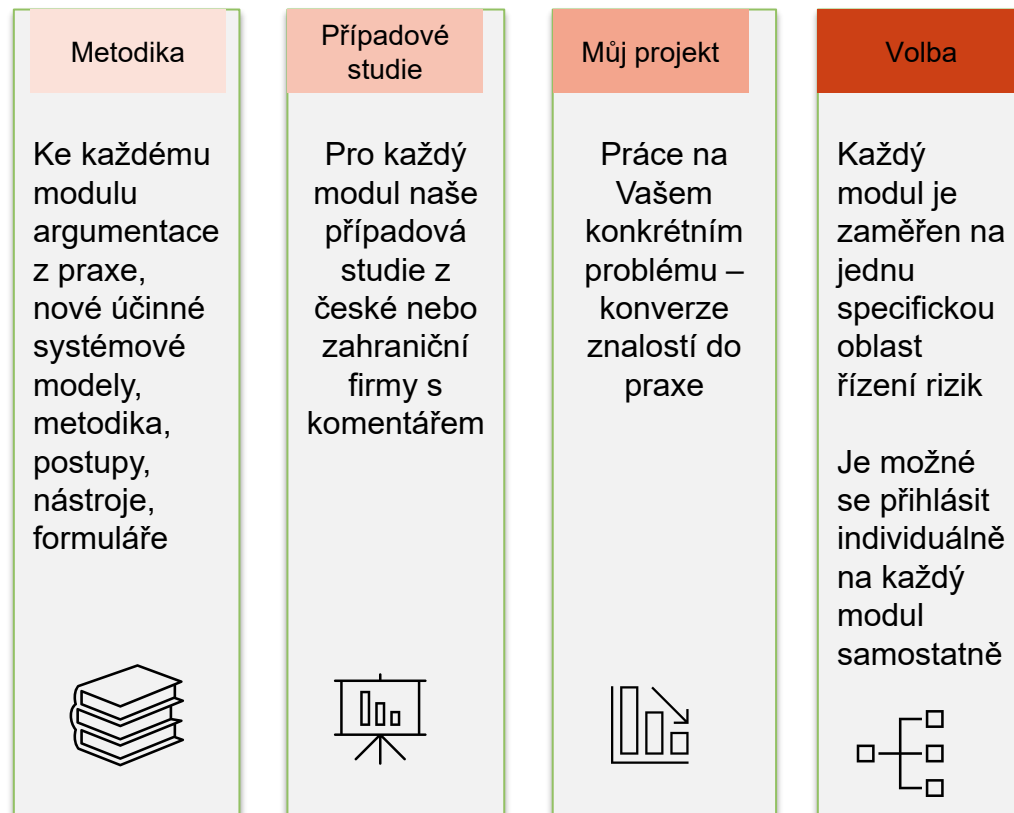 Metodika
Ke každému
modulu
argumentace
z praxe,
nové účinné
systémové
modely,
metodika,
postupy,
nástroje,
formuláře
Případové
studie
Pro každý
modul naše
případová
studie z
české nebo
zahraniční
firmy s
komentářem
Můj projekt
Práce na
Vašem
konkrétním
problému –
konverze
znalostí do
praxe
Volba
Každý
modul je
zaměřen na
jednu
specifickou
oblast
řízení rizik
Je možné
se přihlásit
individuálně
na každý
modul
samostatně